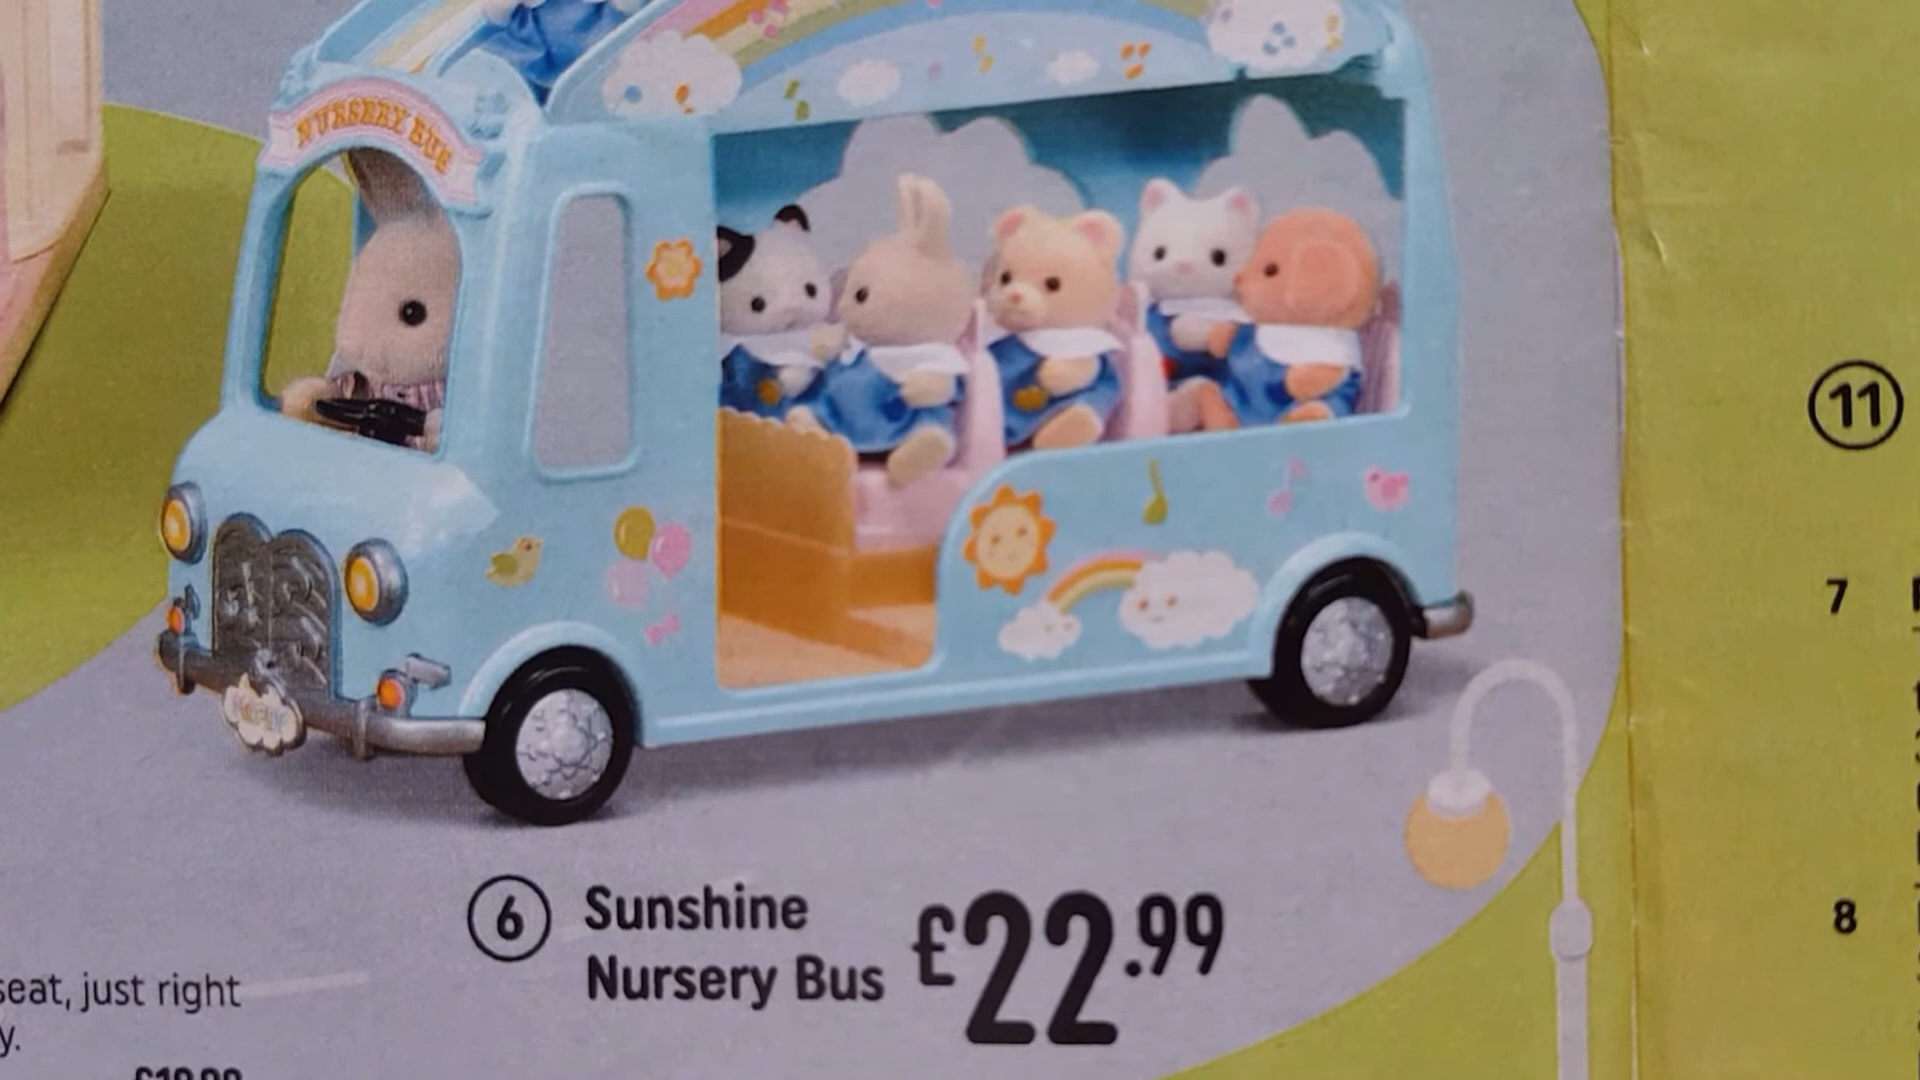 NURSERY BUS
11
7
8
6 Sunshine
Nursery Bus £22.99
seat, just right
y.